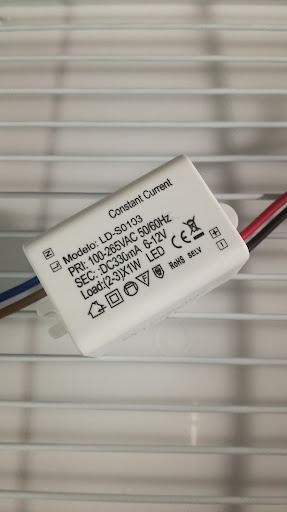 Constant Current
Modelo: LD-S0103
PRI: 100-265VAC 50/60Hz
SEC: :DC330mA 6-12V
Load:(2-3)X1W LED
N
L
CE
RoHS SELV
+
-